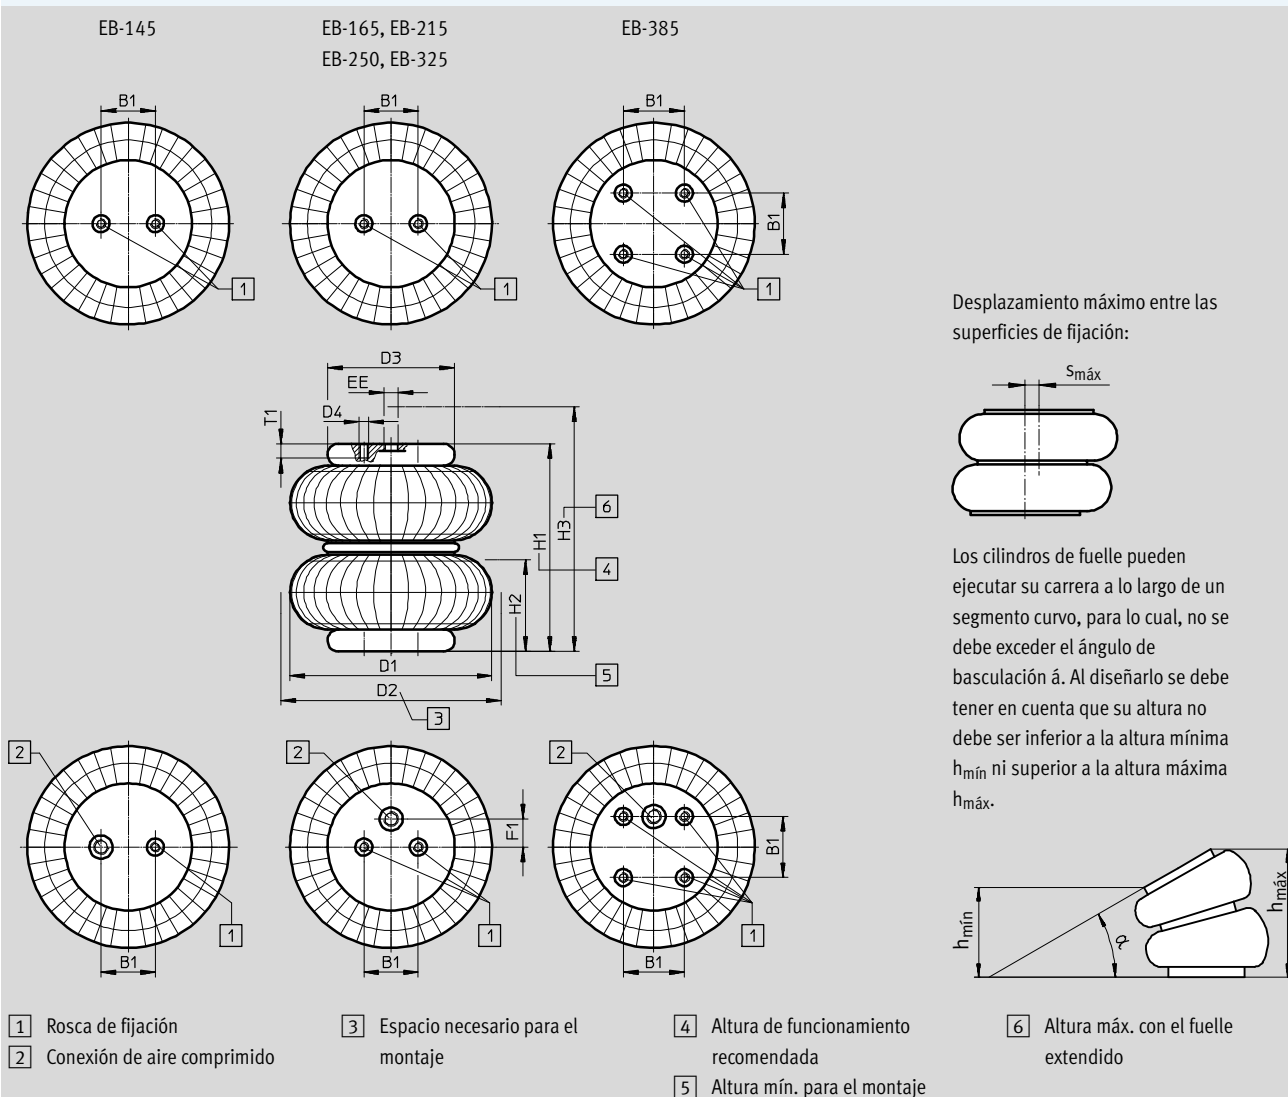 EB-145
EB-165, EB-215
EB-250, EB-325
EB-385
B1
B1
B1
B1
1
1
1
Desplazamiento máximo entre las
superficies de fijación:
smáx
D3
EE
D4
T1
6
H3
H1
4
H2
D1
5
D2
3
Los cilindros de fuelle pueden
ejecutar su carrera a lo largo de un
segmento curvo, para lo cual, no se
debe exceder el ángulo de
basculación á. Al diseñarlo se debe
tener en cuenta que su altura no
debe ser inferior a la altura mínima
hmín ni superior a la altura máxima
hmáx.
2
2
2
F1
B1
1
1
1
B1
B1
B1
hmín
α
hmáx
1 Rosca de fijación
2 Conexión de aire comprimido
3 Espacio necesario para el
montaje
4 Altura de funcionamiento
recomendada
5 Altura mín. para el montaje
6 Altura máx. con el fuelle
extendido